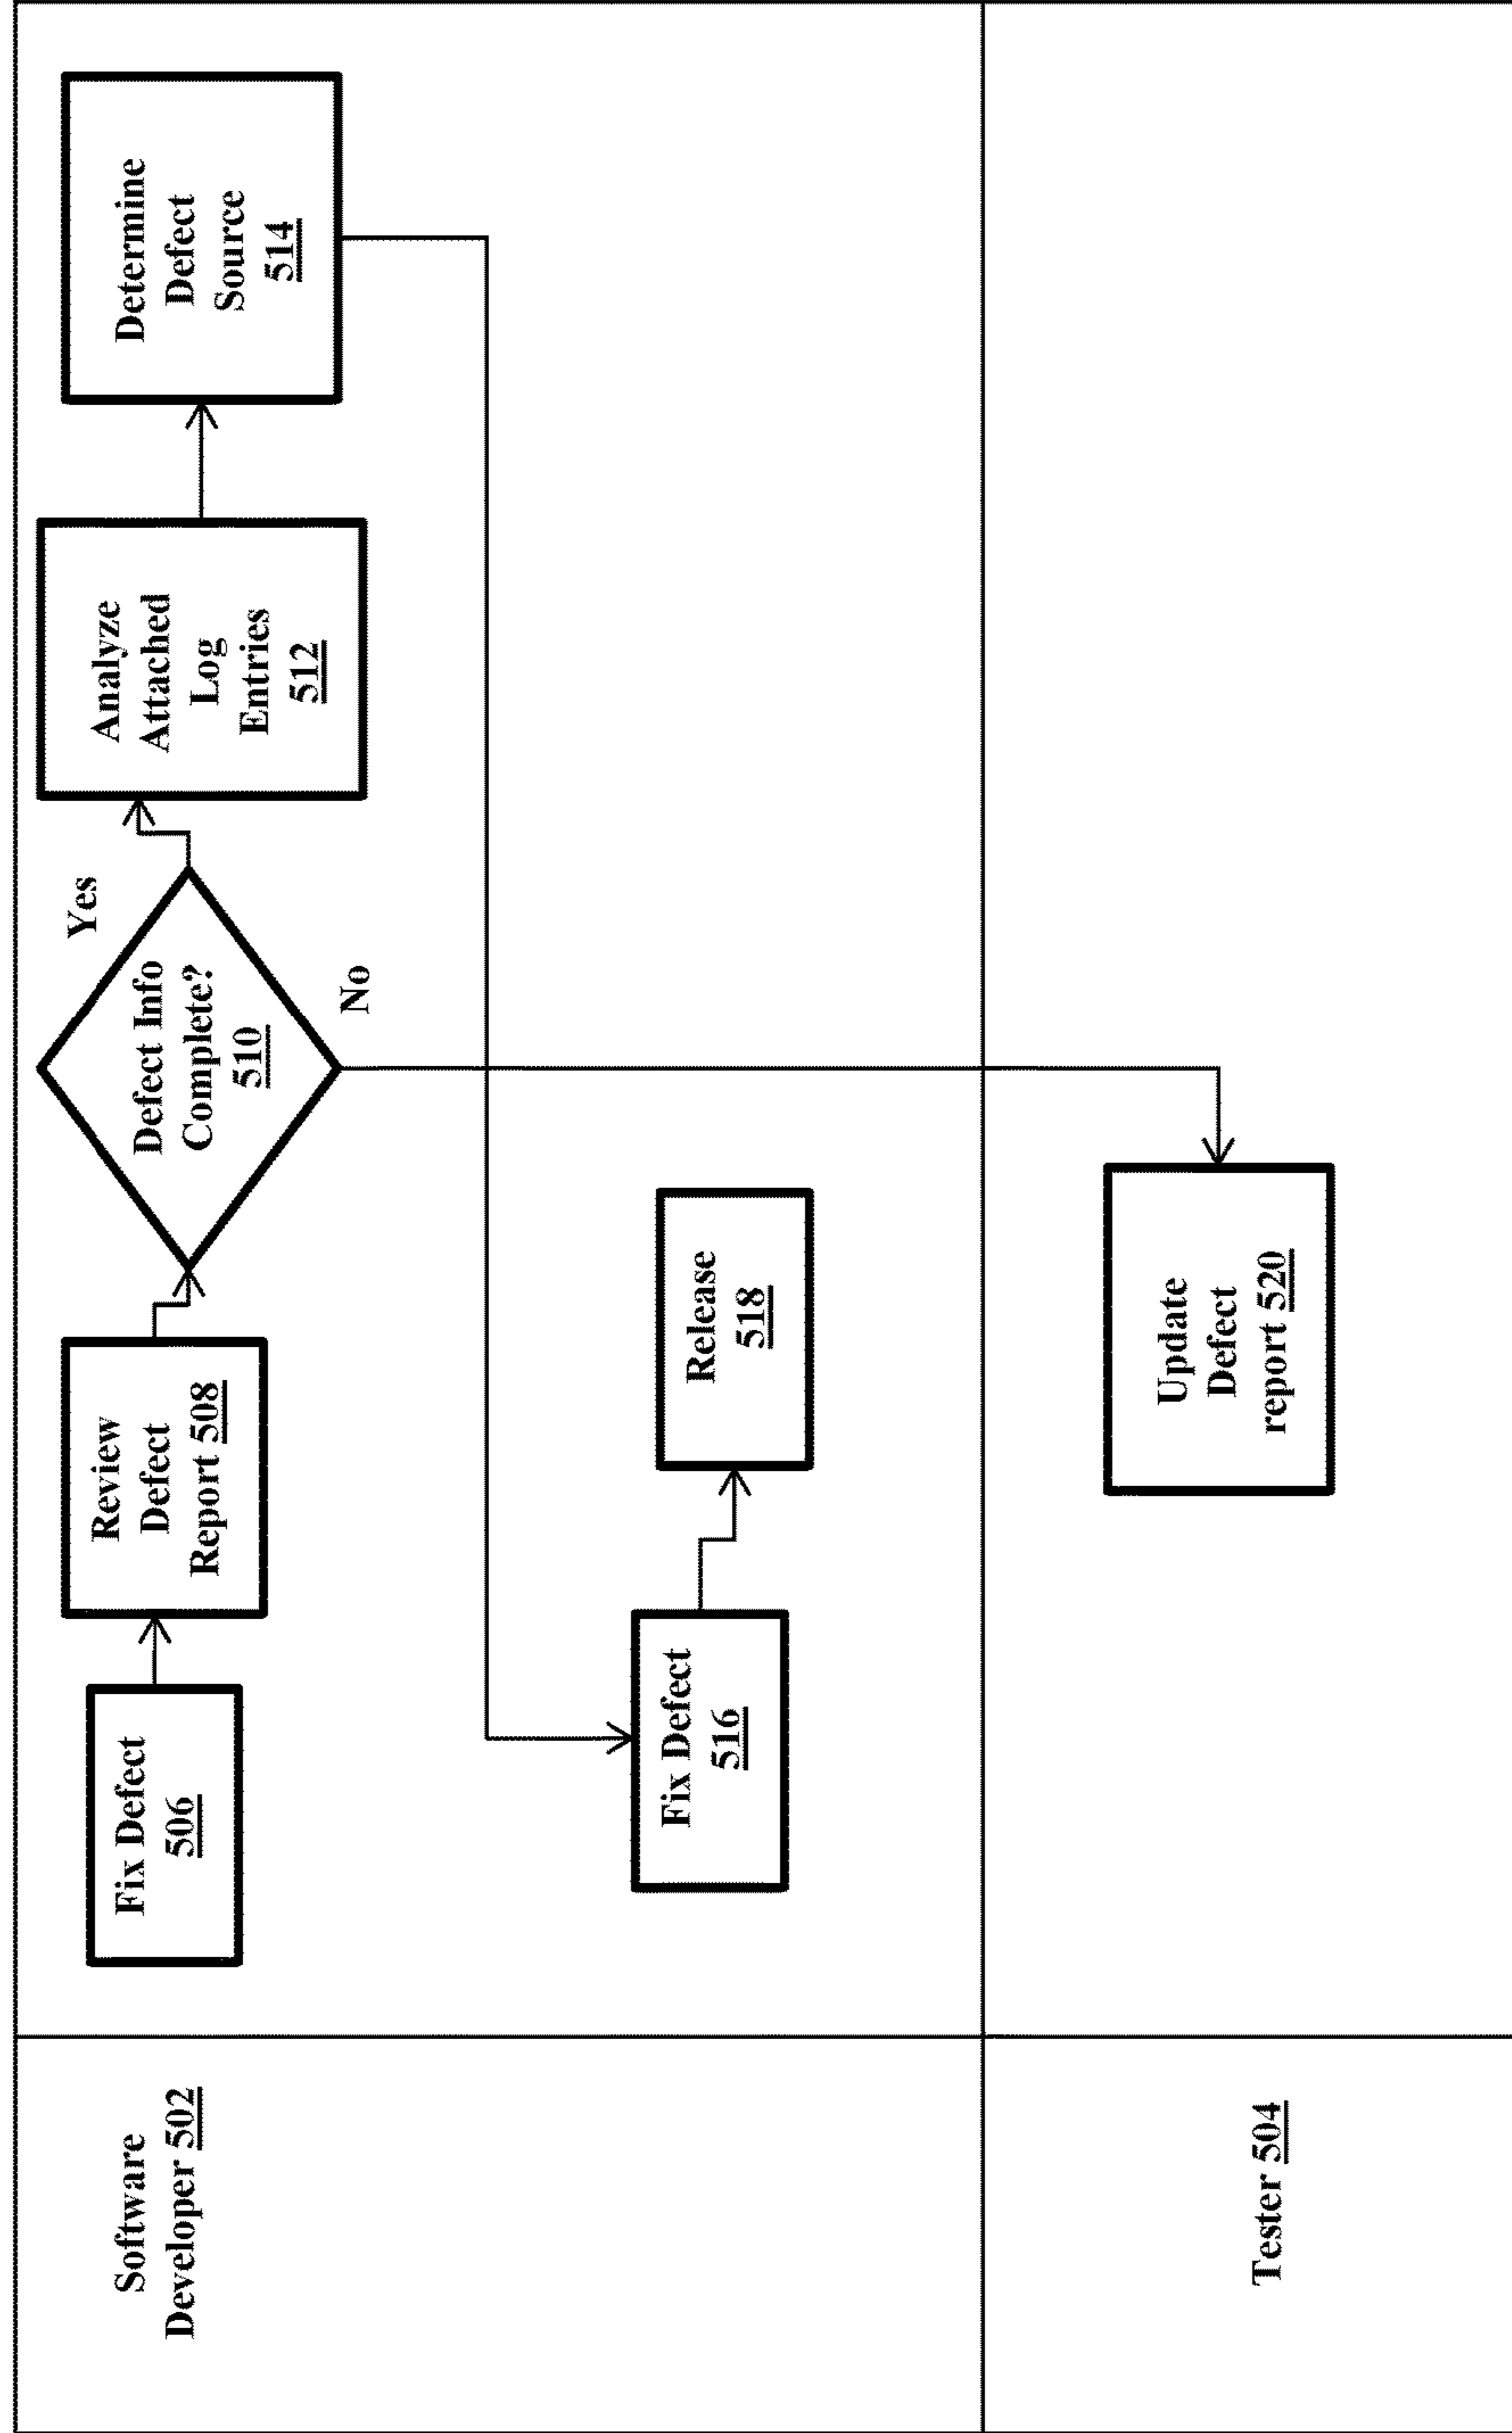 Software
Developer 502
Fix Defect
506
Review
Defect
Report 508
Defect Info
Complete?
510
Yes
No
Analyze
Attached
Log
Entries
512
Determine
Defect
Source
514
Fix Defect
516
Release
518
Tester 504
Update
Defect
report 520